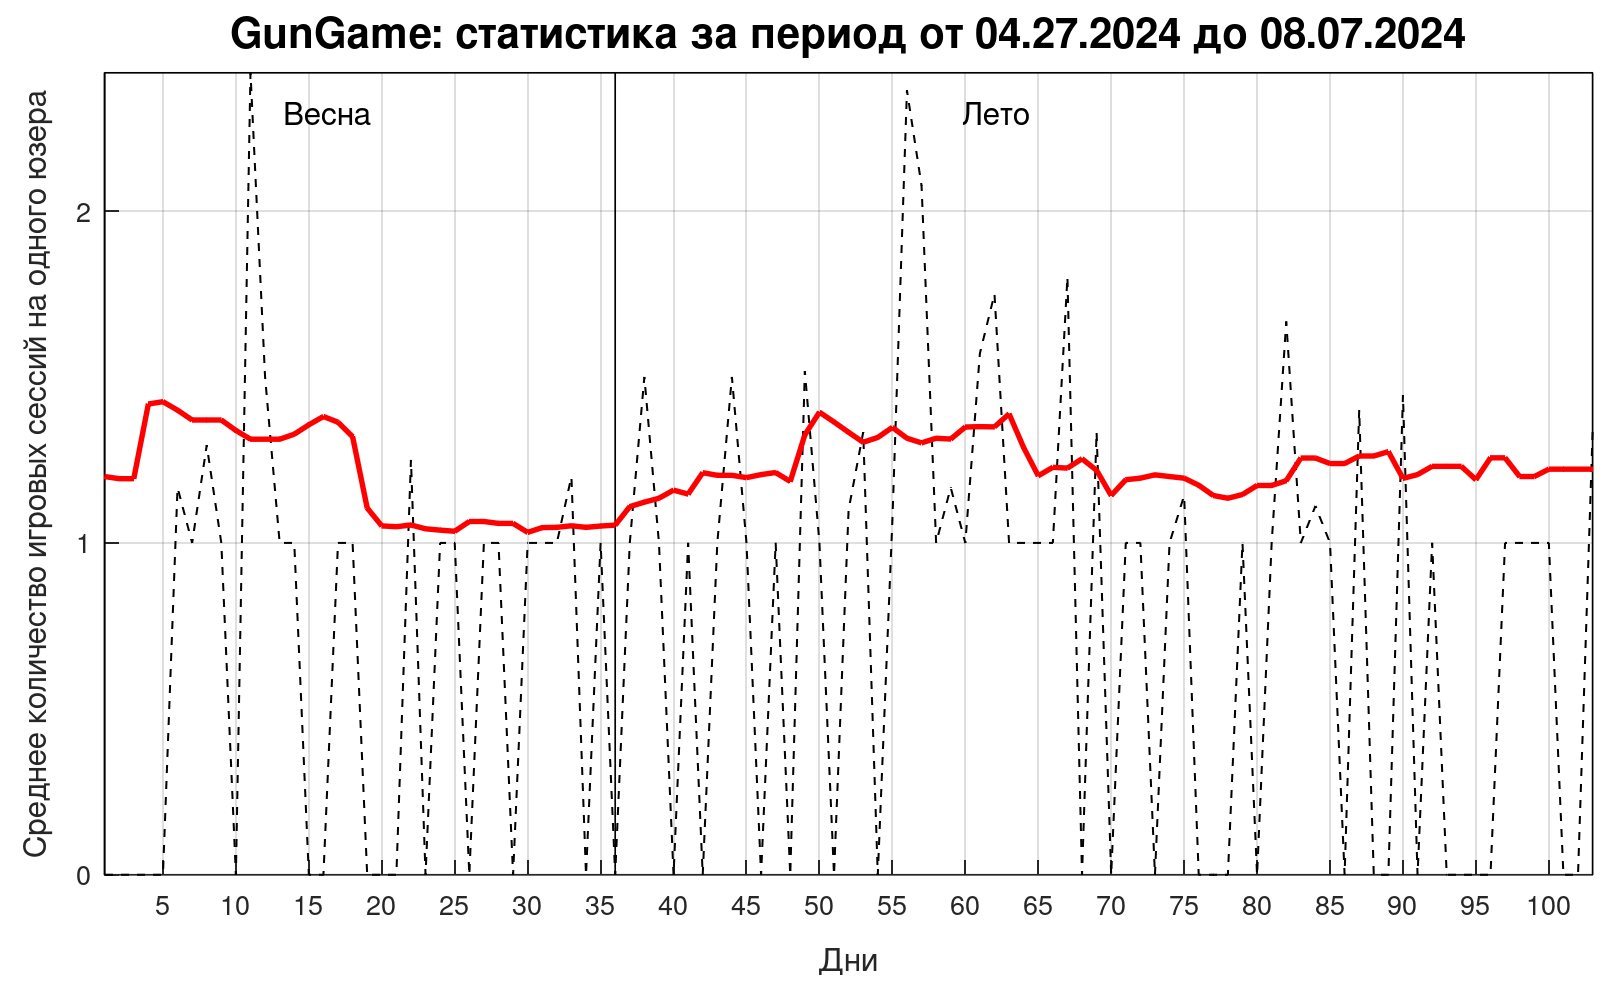 GunGame: статистика за период от 04.27.2024 до 08.07.2024
Среднее количество игровых сессий на одного юзера
Весна
Лето
2
1
0
5 10 15 20 25 30 35 40 45 50 55 60 65 70 75 80 85 90 95 100
Дни